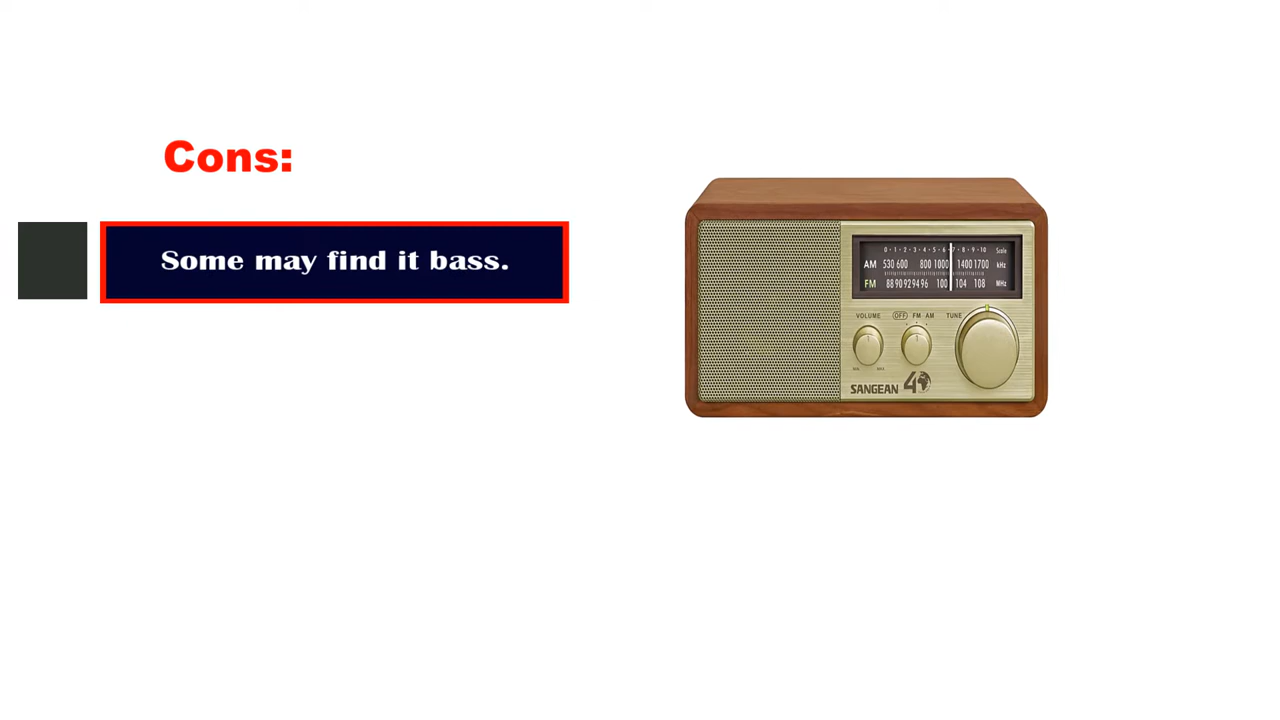 Cons:
Some may find it bass.
0 · 1 · 2 · 3 · 4 · 5 · 6 · 7 · 8 · 9 · 10 Scale
AM 530 600 800 1000 1400 1700 kHz
FM 88 90 92 94 96 100 104 108 MHz
VOLUME OFF FM AM TUNE
MIN MAX
SANGEAN 40